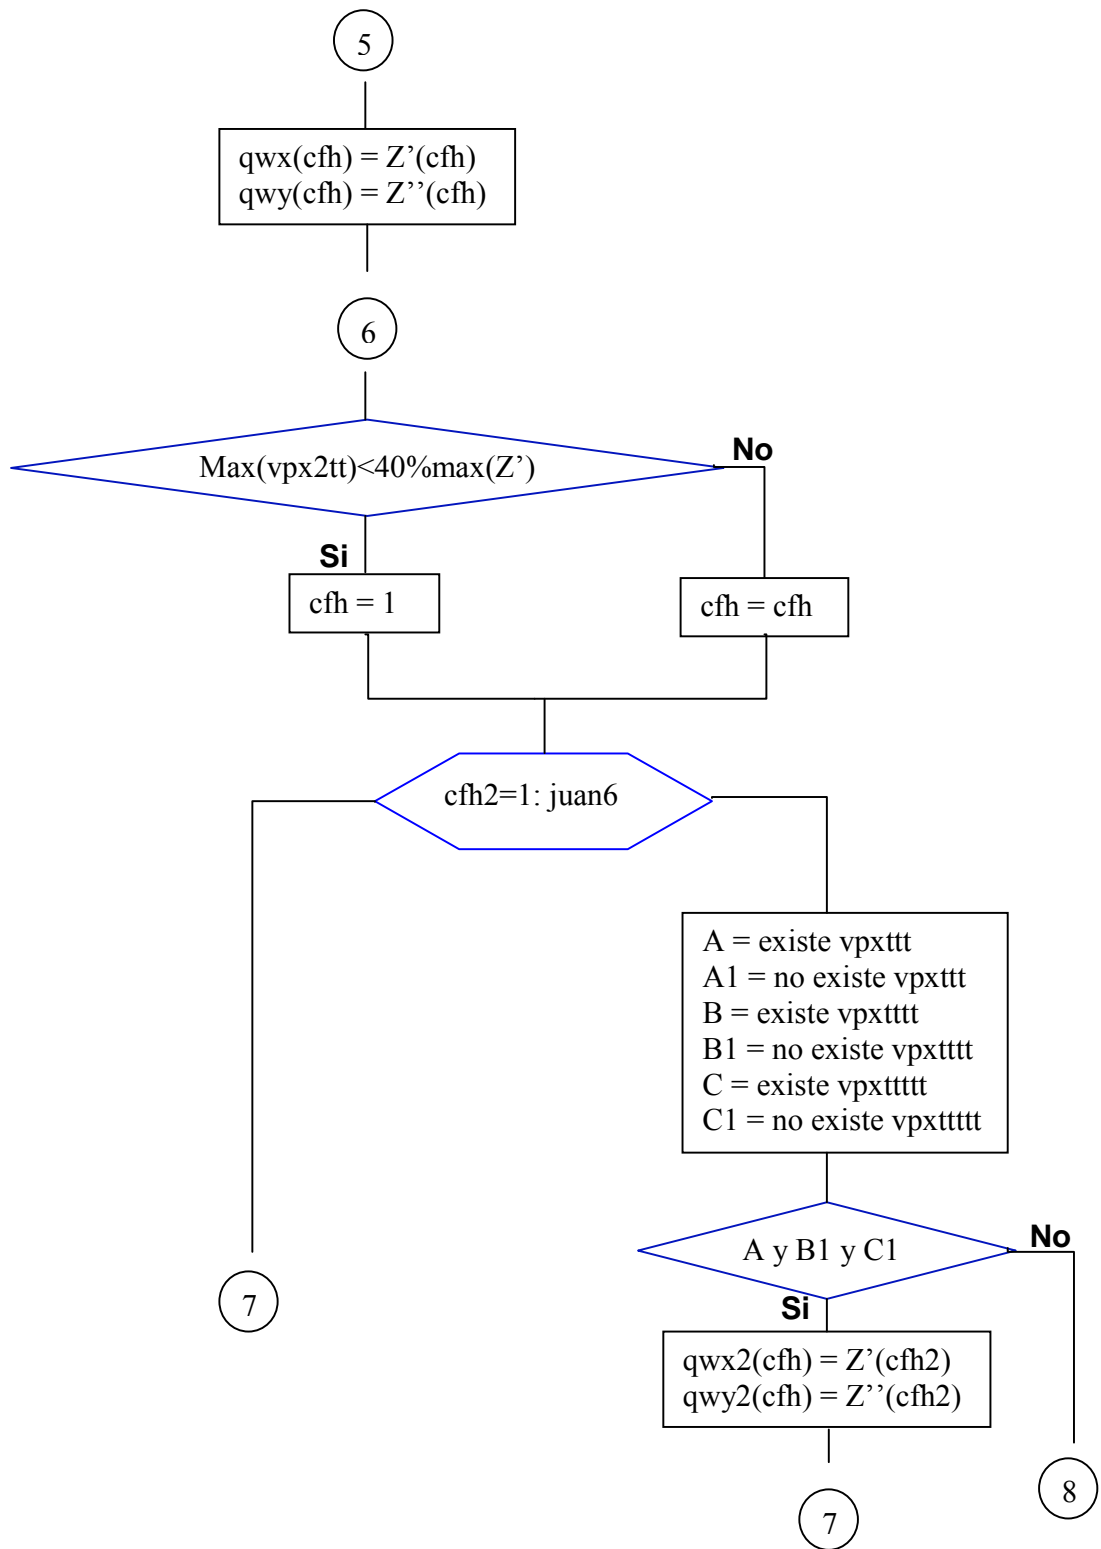 5
qwx(cfh) = Z’(cfh)
qwy(cfh) = Z’’(cfh)
6
Max(vpx2tt)<40%max(Z’)
No
Si
cfh = 1
cfh = cfh
cfh2=1: juan6
A = existe vpxttt
A1 = no existe vpxttt
B = existe vpxtttt
B1 = no existe vpxtttt
C = existe vpxttttt
C1 = no existe vpxttttt
A y B1 y C1
No
7
Si
qwx2(cfh) = Z’(cfh2)
qwy2(cfh) = Z’’(cfh2)
8
7